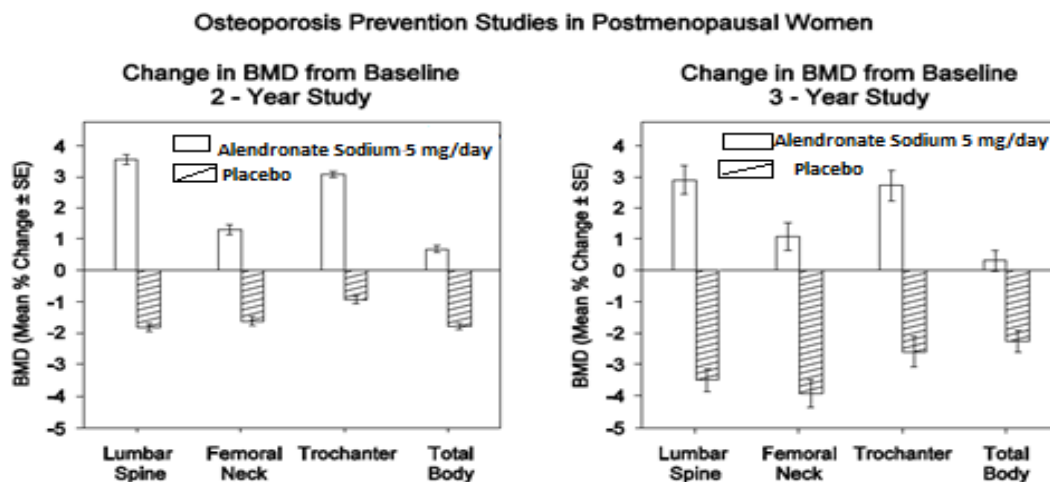 Osteoporosis Prevention Studies in Postmenopausal Women
Change in BMD from Baseline
2 - Year Study
BMD (Mean % Change ± SE)
4
3
2
1
0
-1
-2
-3
-4
-5
Alendronate Sodium 5 mg/day
Placebo
Lumbar Spine
Femoral Neck
Trochanter
Total Body
Change in BMD from Baseline
3 - Year Study
BMD (Mean % Change ± SE)
4
3
2
1
0
-1
-2
-3
-4
-5
Alendronate Sodium 5 mg/day
Placebo
Lumbar Spine
Femoral Neck
Trochanter
Total Body